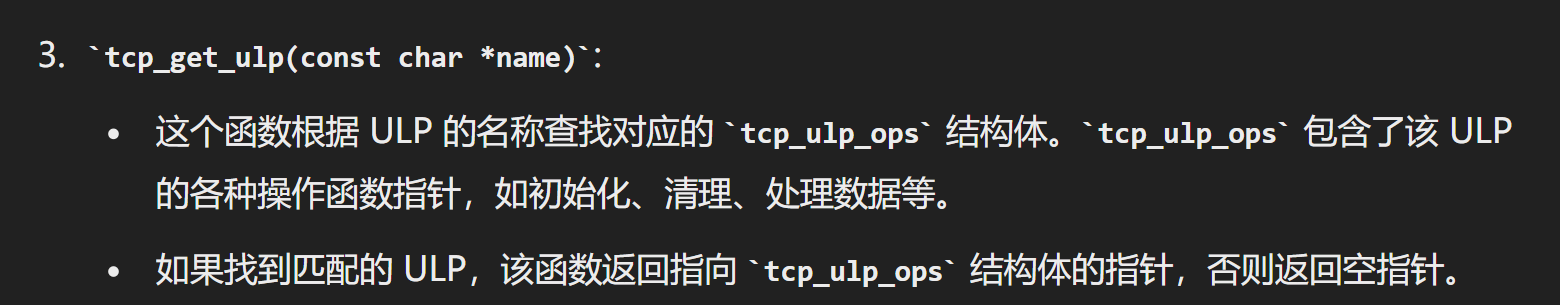 3. `tcp_get_ulp(const char *name)`:
• 这个函数根据 ULP 的名称查找对应的 `tcp_ulp_ops` 结构体。`tcp_ulp_ops` 包含了该 ULP
的各种操作函数指针，如初始化、清理、处理数据等。
• 如果找到匹配的 ULP，该函数返回指向 `tcp_ulp_ops` 结构体的指针，否则返回空指针。